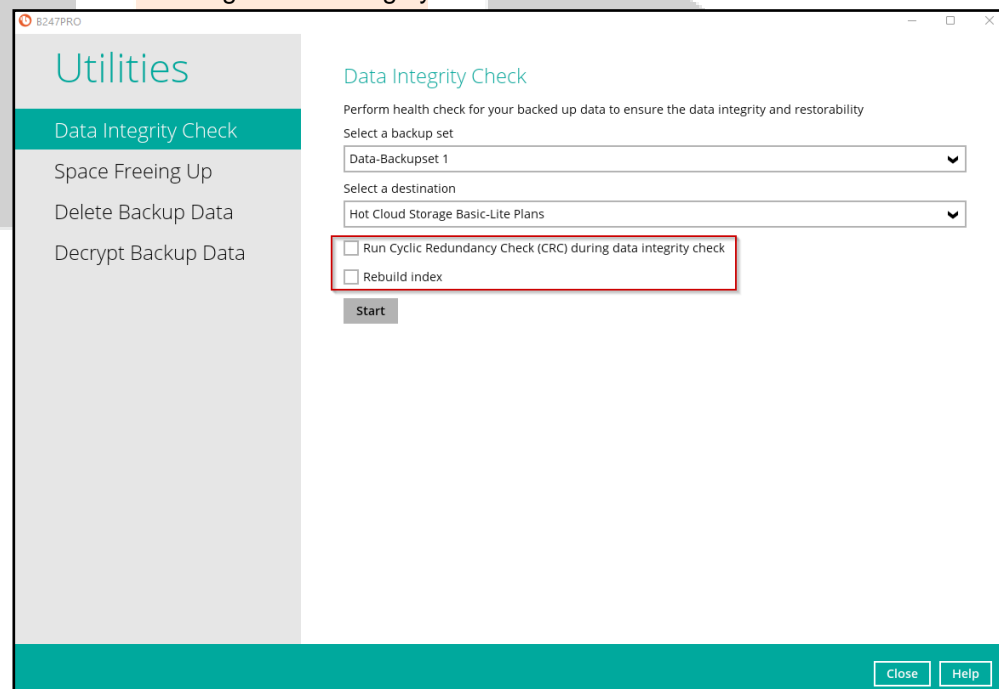 B247PRO
Utilities
Data Integrity Check
Space Freeing Up
Delete Backup Data
Decrypt Backup Data
Data Integrity Check
Perform health check for your backed up data to ensure the data integrity and restorability
Select a backup set
Data-Backupset 1
Select a destination
Hot Cloud Storage Basic-Lite Plans
Run Cyclic Redundancy Check (CRC) during data integrity check
Rebuild index
Start
Close
Help